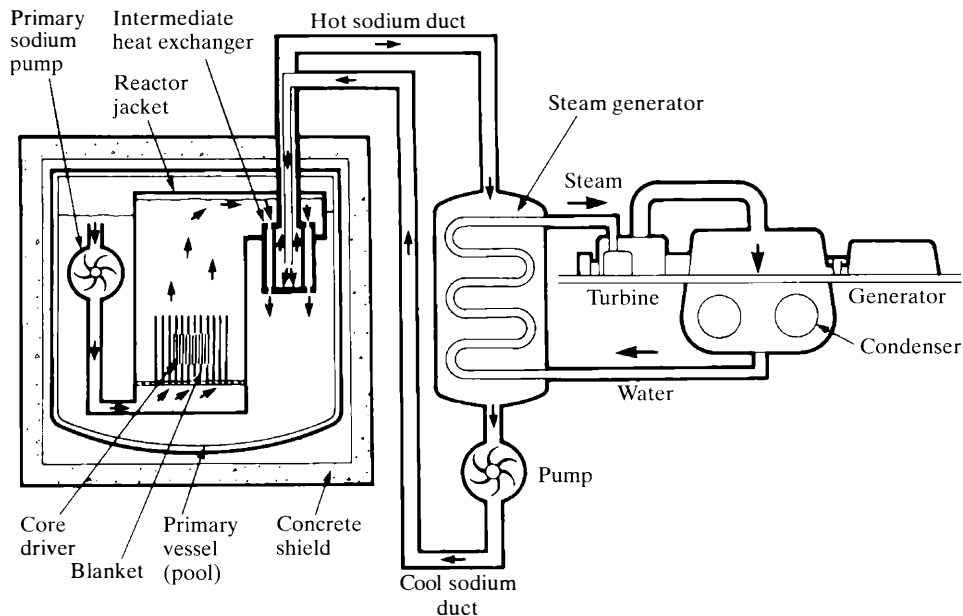 Primary
sodium
pump
Intermediate
heat exchanger
Hot sodium duct
Reactor
jacket
Steam generator
Steam
Turbine
Generator
Condenser
Water
Pump
Core
driver
Blanket
Primary
vessel
(pool)
Concrete
shield
Cool sodium
duct